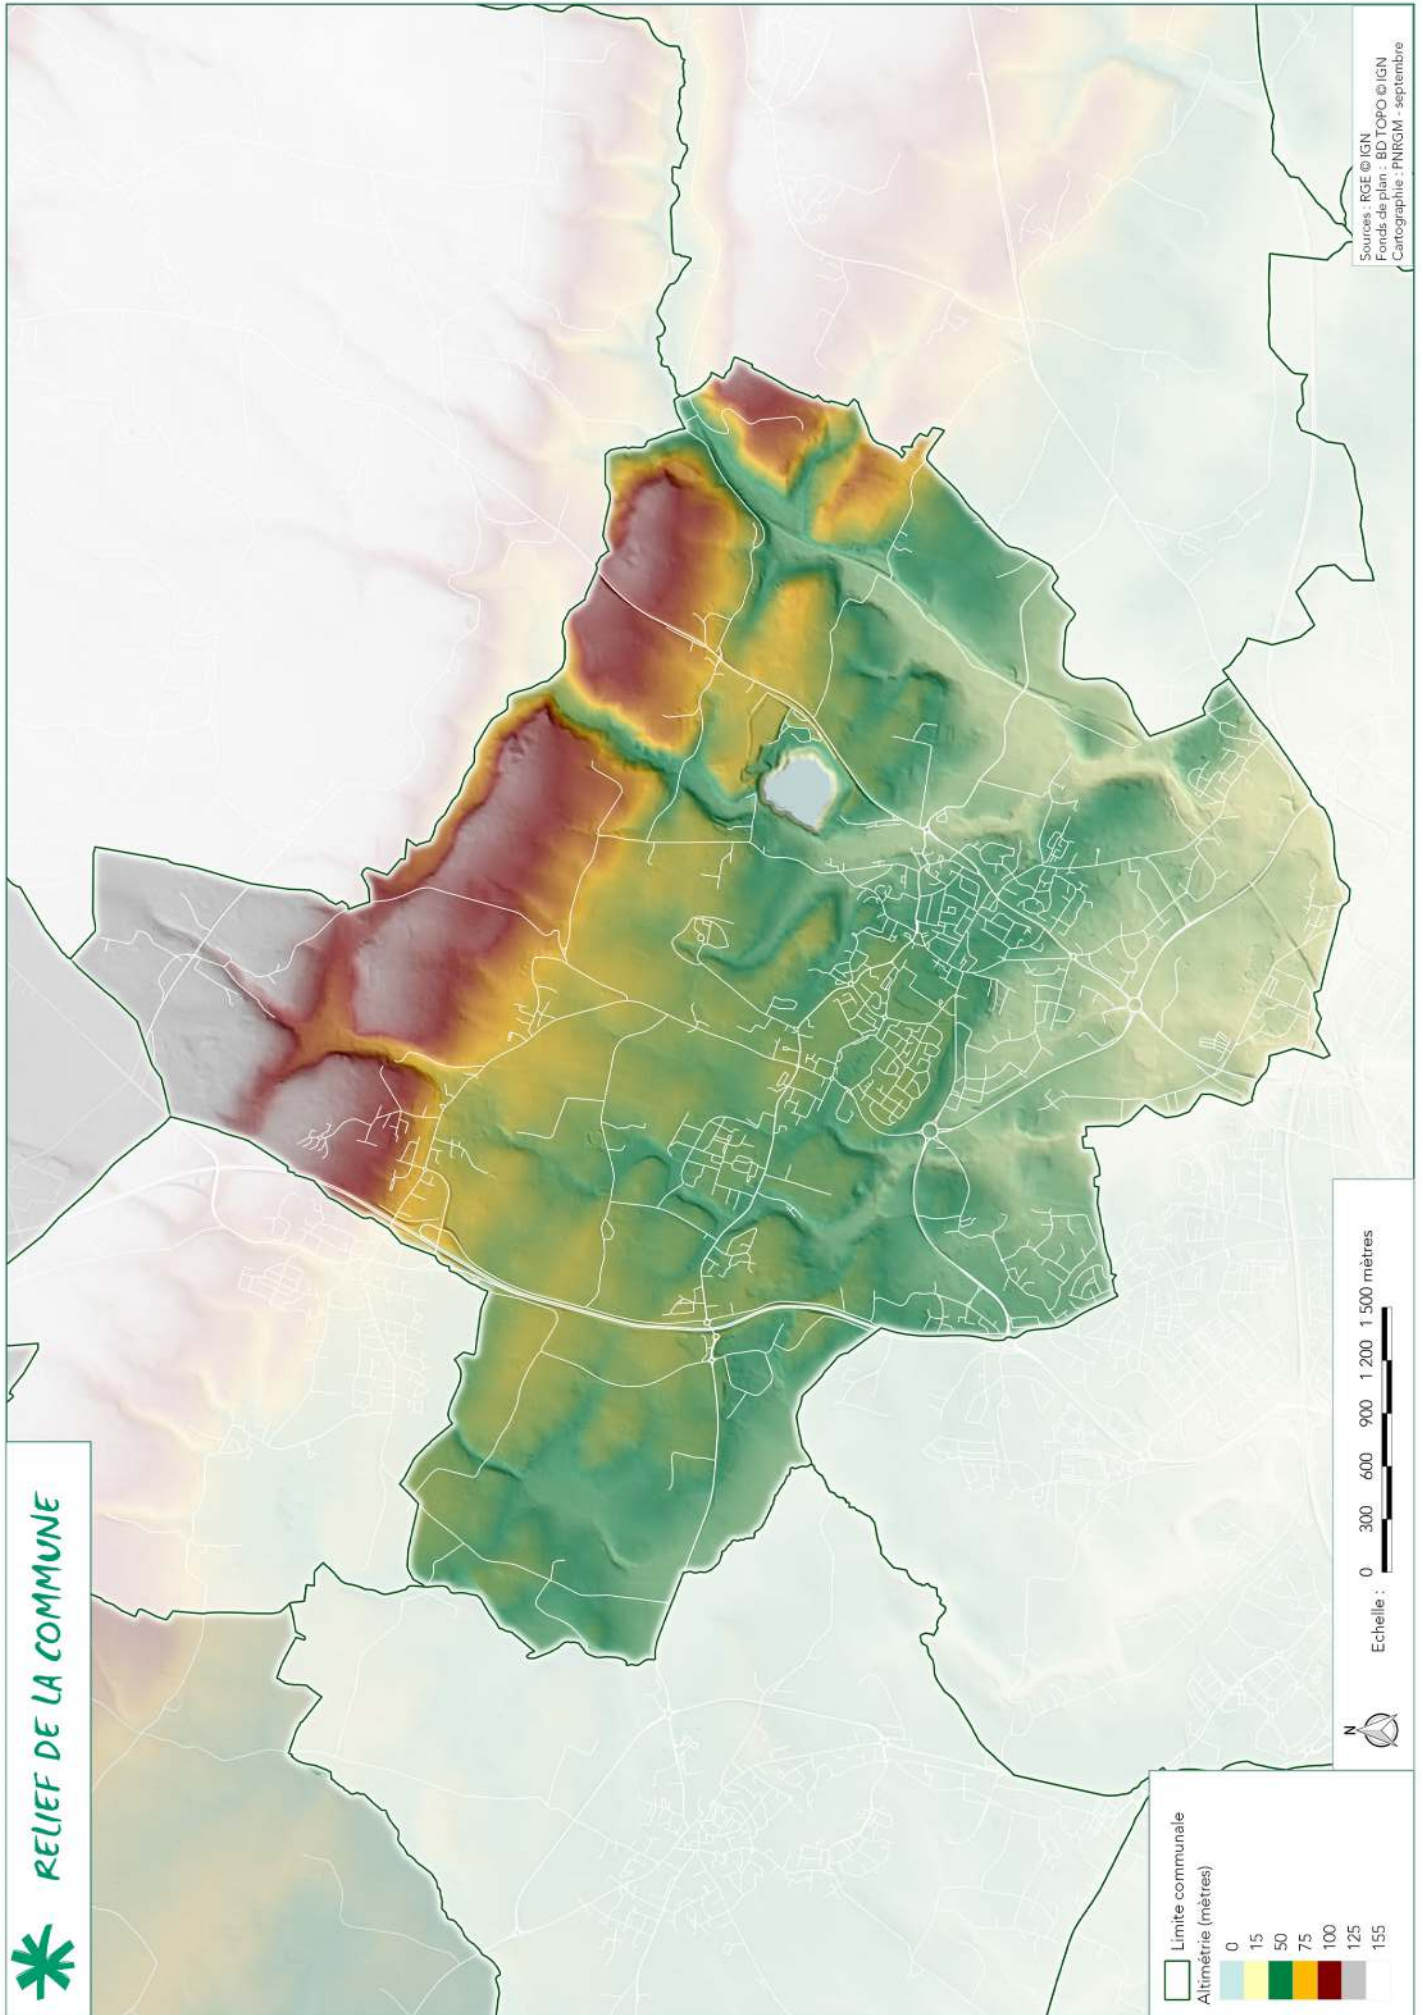 RELIEF DE LA COMMUNE
Limite communale
Altimétrie (mètres)
0
15
50
75
100
125
155
N
Echelle :
0 300 600 900 1 200 1 500 mètres
Sources : RGE © IGN
Fonds de plan : BD TOPO © IGN
Cartographie : PNRGM - septembre